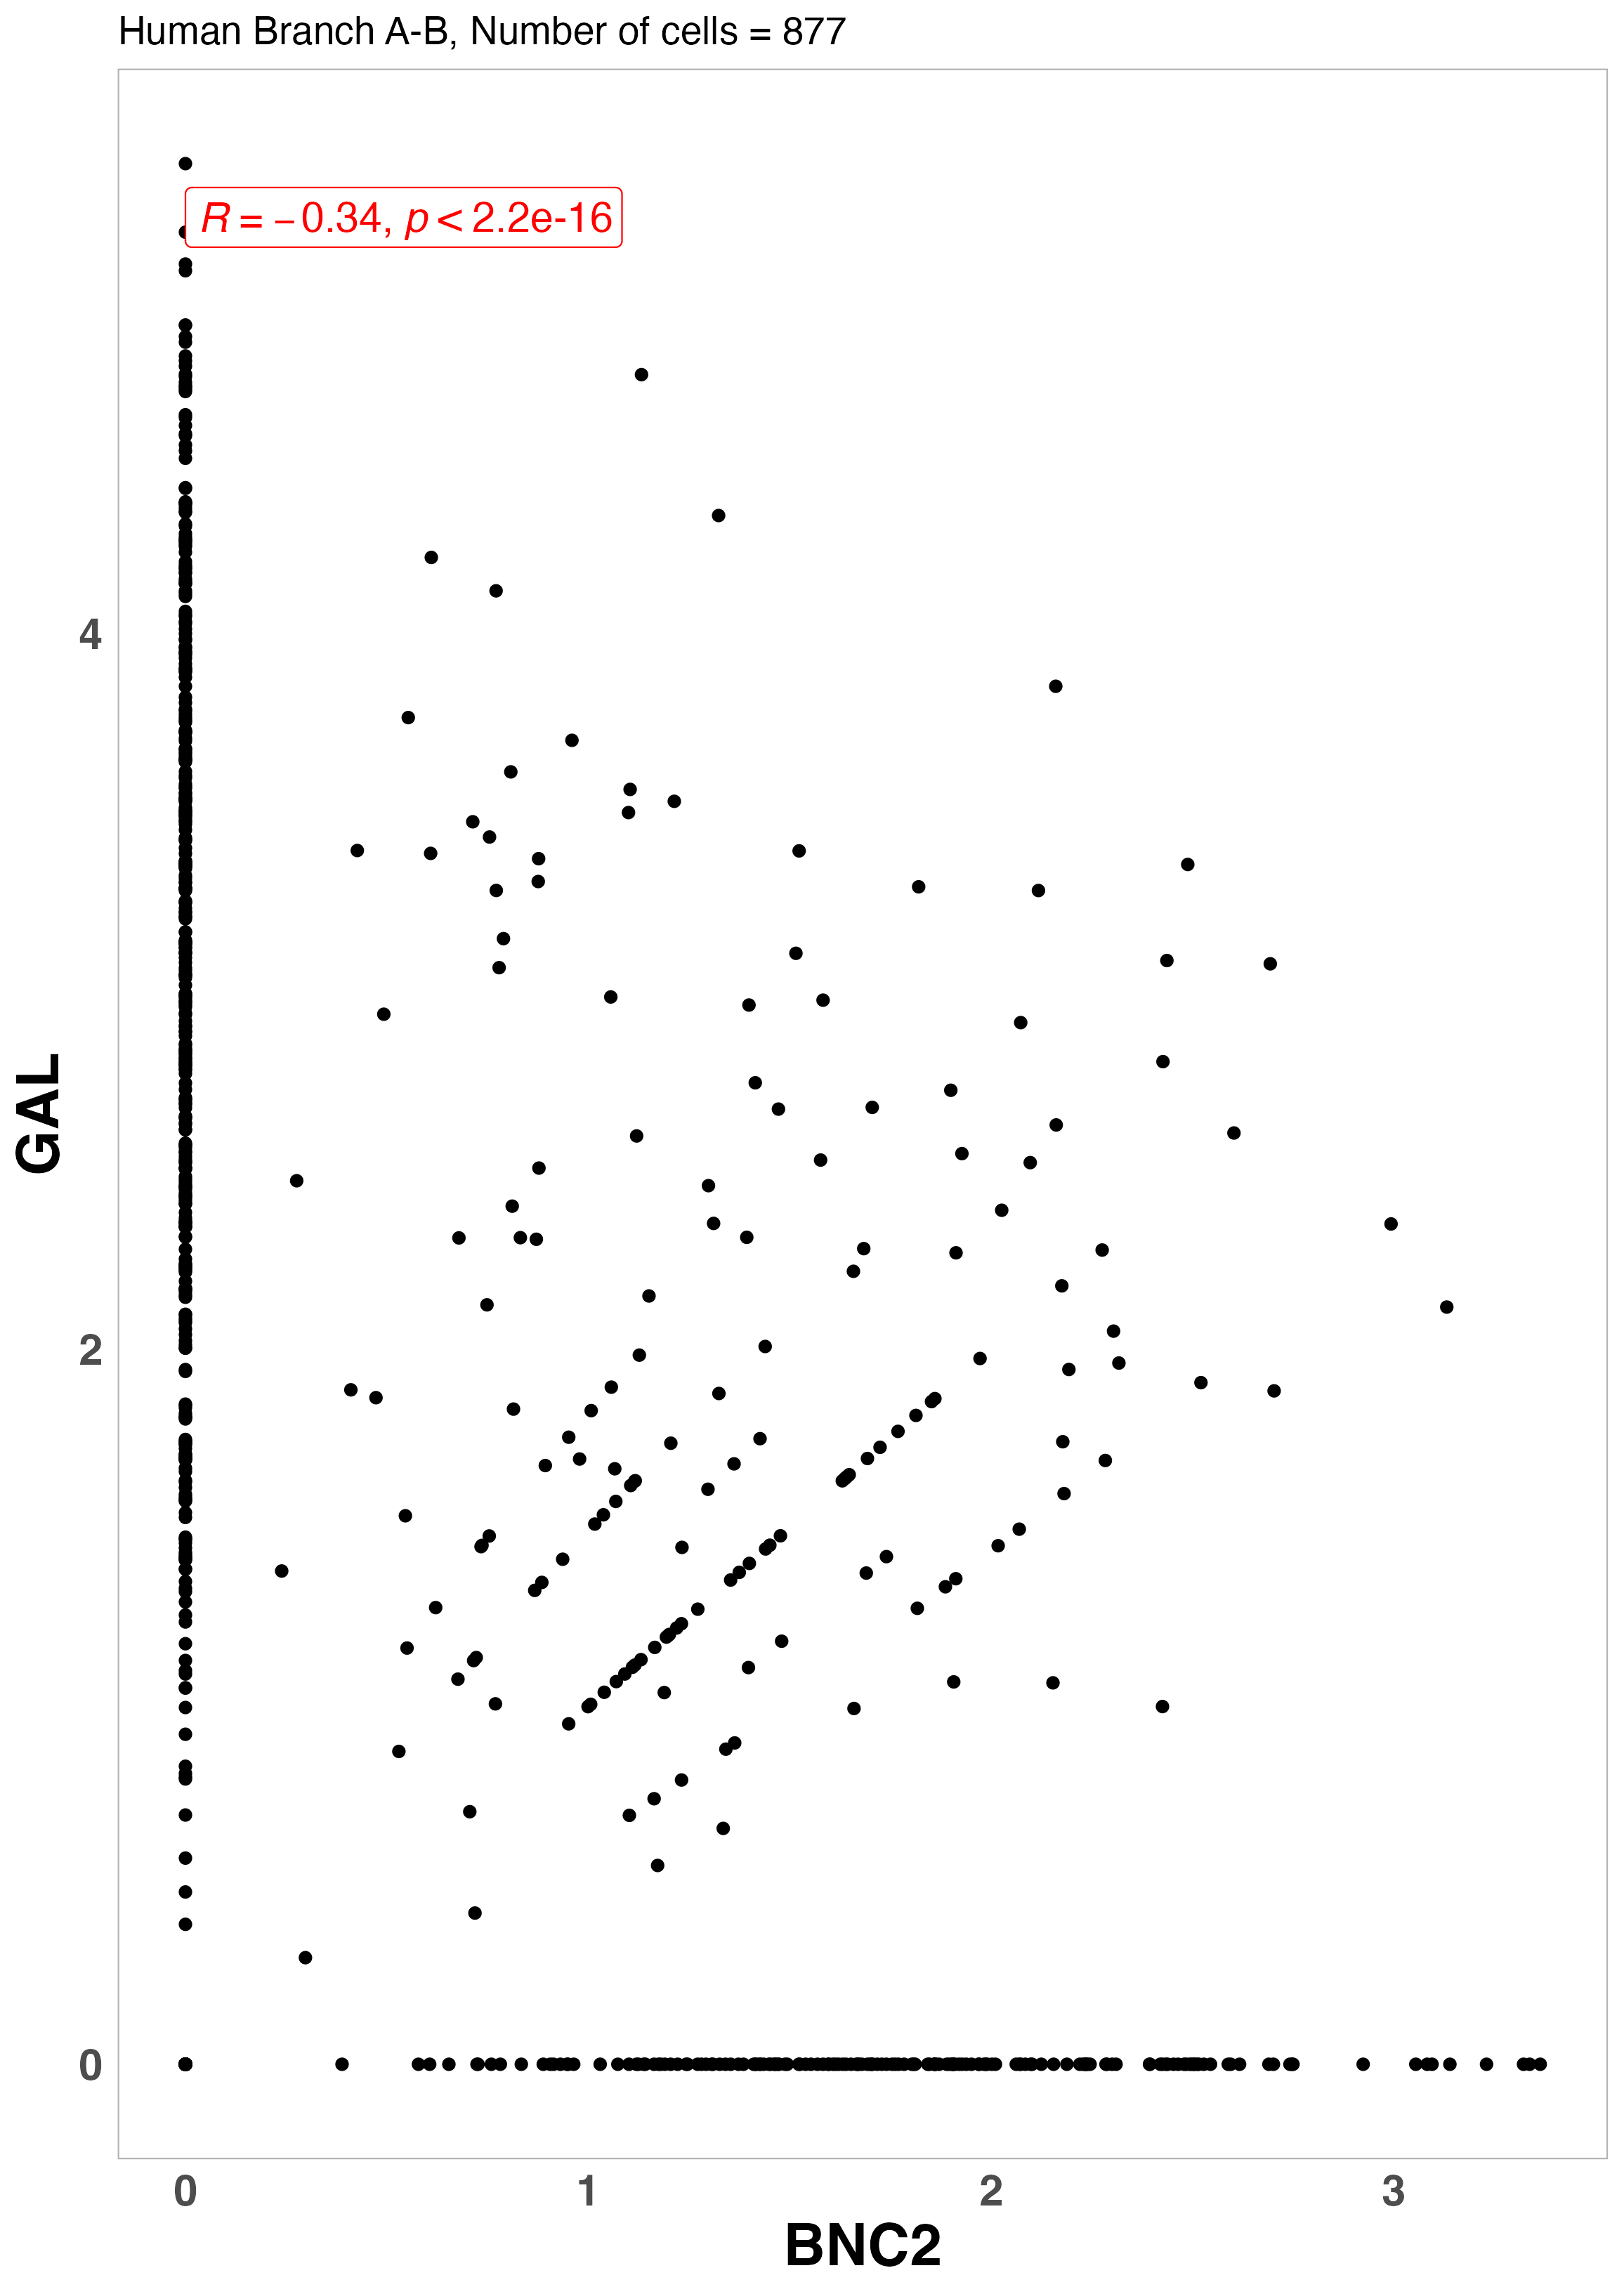 Human Branch A-B, Number of cells = 877
R = −0.34, p < 2.2e-16
4
2
0
GAL
0 1 2 3
BNC2